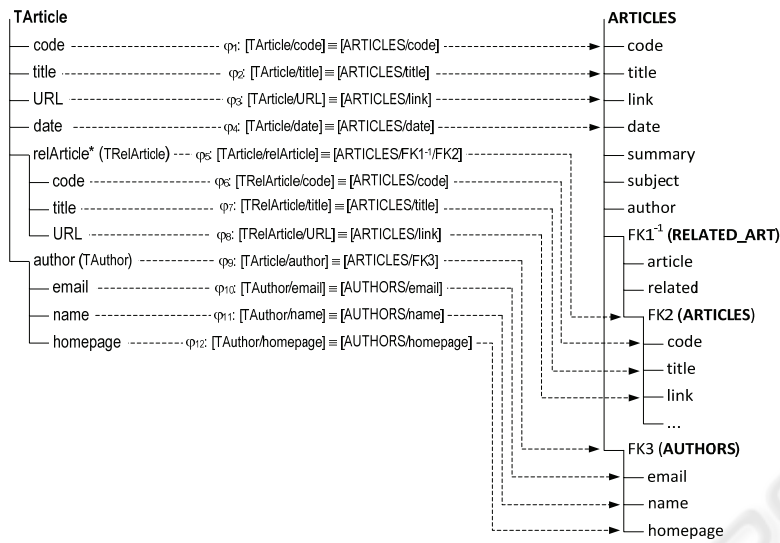 TArticle ARTICLES
code φ1: [TArticle/code] ≡ [ARTICLES/code] code
title φ2: [TArticle/title] ≡ [ARTICLES/title] title
URL φ3: [TArticle/URL] ≡ [ARTICLES/link] link
date φ4: [TArticle/date] ≡ [ARTICLES/date] date
relArticle* (TRelArticle) φ5: [TArticle/relArticle] ≡ [ARTICLES/FK1⁻¹/FK2] summary
code φ6: [TRelArticle/code] ≡ [ARTICLES/code] subject
title φ7: [TRelArticle/title] ≡ [ARTICLES/title] author
URL φ8: [TRelArticle/URL] ≡ [ARTICLES/link] FK1⁻¹ (RELATED_ART)
author (TAuthor) φ9: [TArticle/author] ≡ [ARTICLES/FK3] article
email φ10: [TAuthor/email] ≡ [AUTHORS/email] related
name φ11: [TAuthor/name] ≡ [AUTHORS/name] FK2 (ARTICLES)
homepage φ12: [TAuthor/homepage] ≡ [AUTHORS/homepage] code
title
link
...
FK3 (AUTHORS)
email
name
homepage